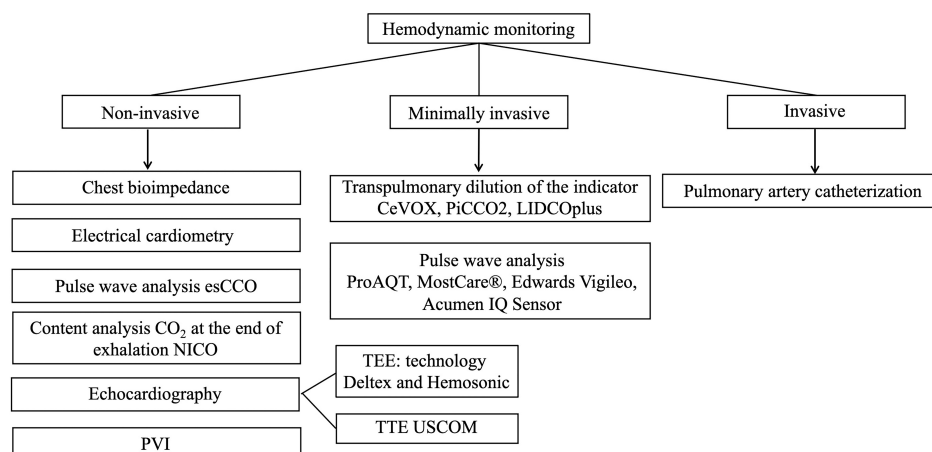 Hemodynamic monitoring
Non-invasive
Minimally invasive
Invasive
Chest bioimpedance
Electrical cardiometry
Pulse wave analysis esCCO
Content analysis CO₂ at the end of
exhalation NICO
Echocardiography
PVI
TEE: technology
Deltex and Hemosonic
TTE USCOM
Transpulmonary dilution of the indicator
CeVOX, PiCCO2, LIDCOplus
Pulse wave analysis
ProAQT, MostCare®, Edwards Vigileo,
Acumen IQ Sensor
Pulmonary artery catheterization